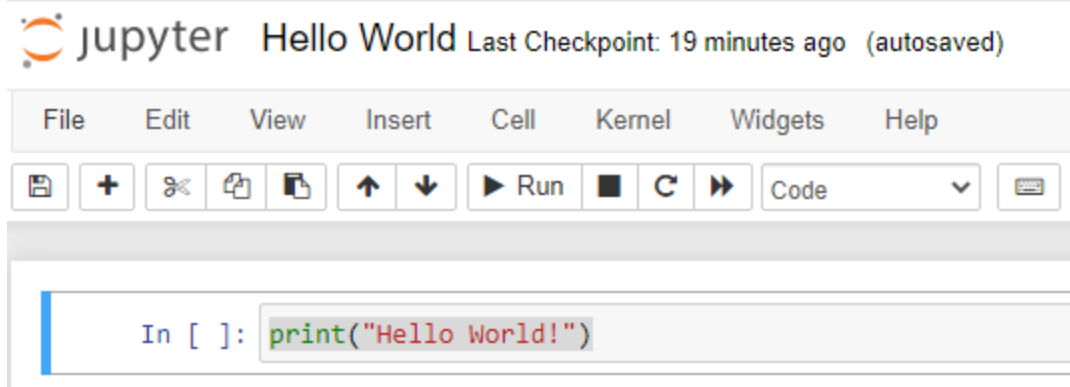 jupyter Hello World Last Checkpoint: 19 minutes ago (autosaved)
File Edit View Insert Cell Kernel Widgets Help
Run Code
In [ ]: print("Hello World!")